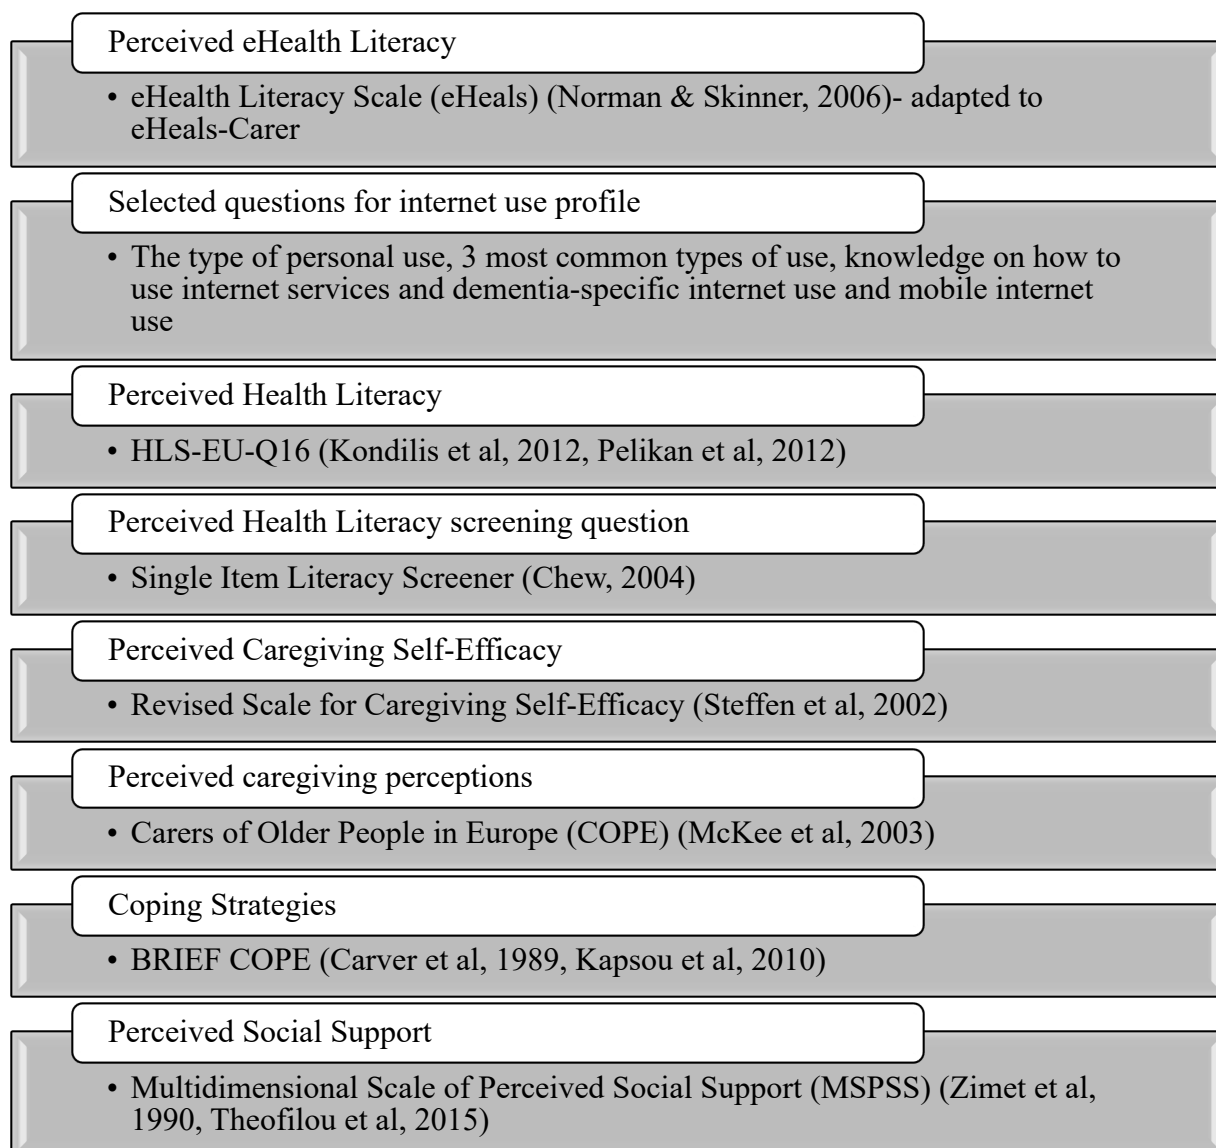 Perceived eHealth Literacy
• eHealth Literacy Scale (eHeals) (Norman & Skinner, 2006)- adapted to
eHeals-Carer
Selected questions for internet use profile
• The type of personal use, 3 most common types of use, knowledge on how to
use internet services and dementia-specific internet use and mobile internet
use
Perceived Health Literacy
• HLS-EU-Q16 (Kondilis et al, 2012, Pelikan et al, 2012)
Perceived Health Literacy screening question
• Single Item Literacy Screener (Chew, 2004)
Perceived Caregiving Self-Efficacy
• Revised Scale for Caregiving Self-Efficacy (Steffen et al, 2002)
Perceived caregiving perceptions
• Carers of Older People in Europe (COPE) (McKee et al, 2003)
Coping Strategies
• BRIEF COPE (Carver et al, 1989, Kapsou et al, 2010)
Perceived Social Support
• Multidimensional Scale of Perceived Social Support (MSPSS) (Zimet et al,
1990, Theofilou et al, 2015)